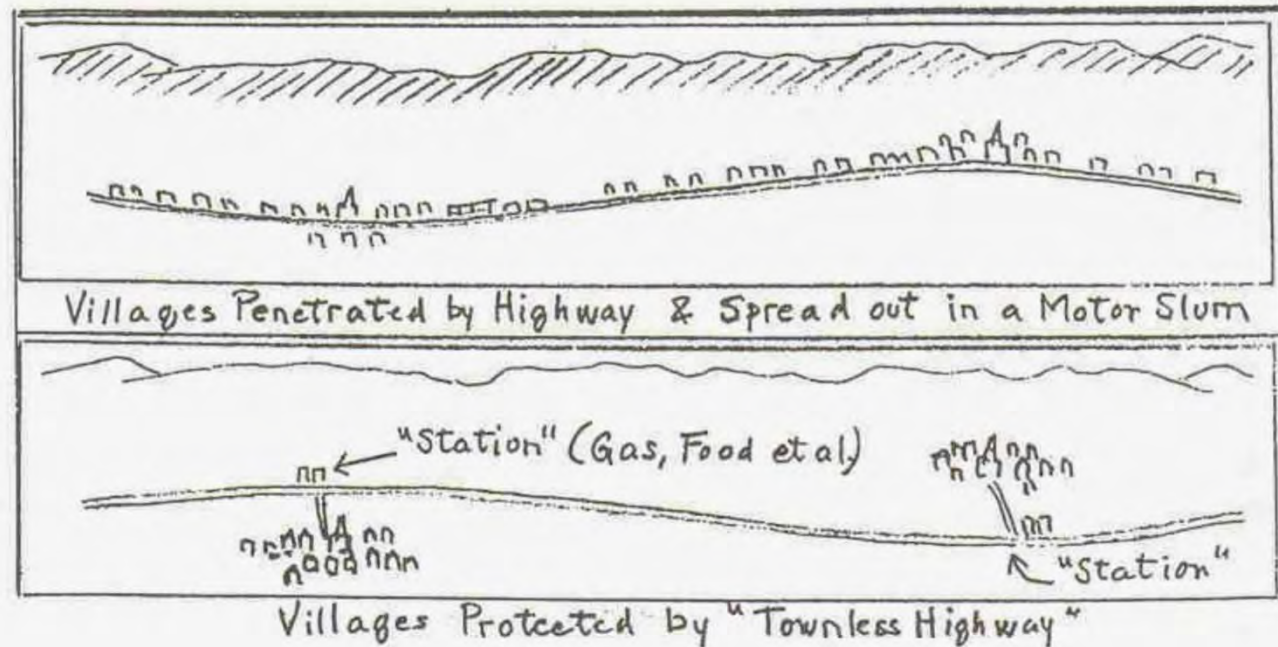 Villages Penetrated by Highway & Spread out in a Motor Slum
"Station" (Gas, Food et al.)
"Station"
Villages Protected by "Townless Highway"